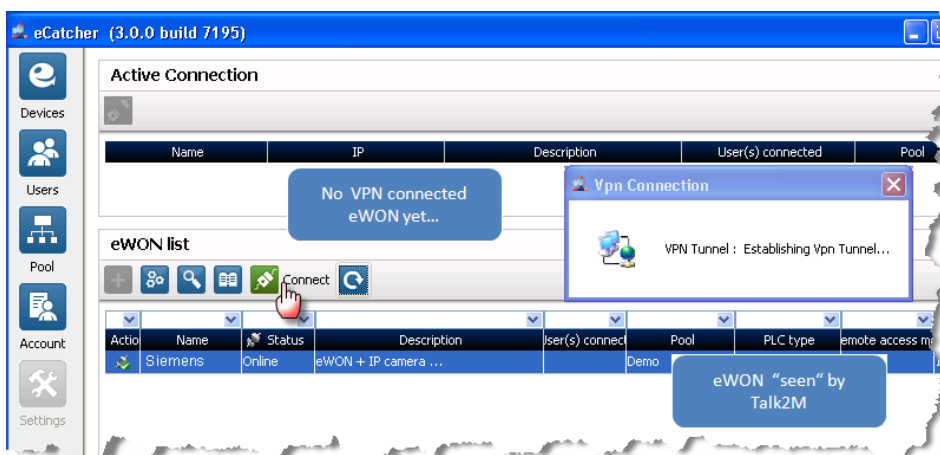 eCatcher (3.0.0 build 7195)
Devices
Users
Pool
Account
Settings
Active Connection
Name IP Description User(s) connected Pool
No VPN connected
eWON yet...
Vpn Connection
VPN Tunnel : Establishing Vpn Tunnel...
eWON list
Connect
Actio Name Status Description Jser(s) connect Pool PLC type emote access m
Siemens Online eWON + IP camera ... Demo
eWON "seen" by
Talk2M